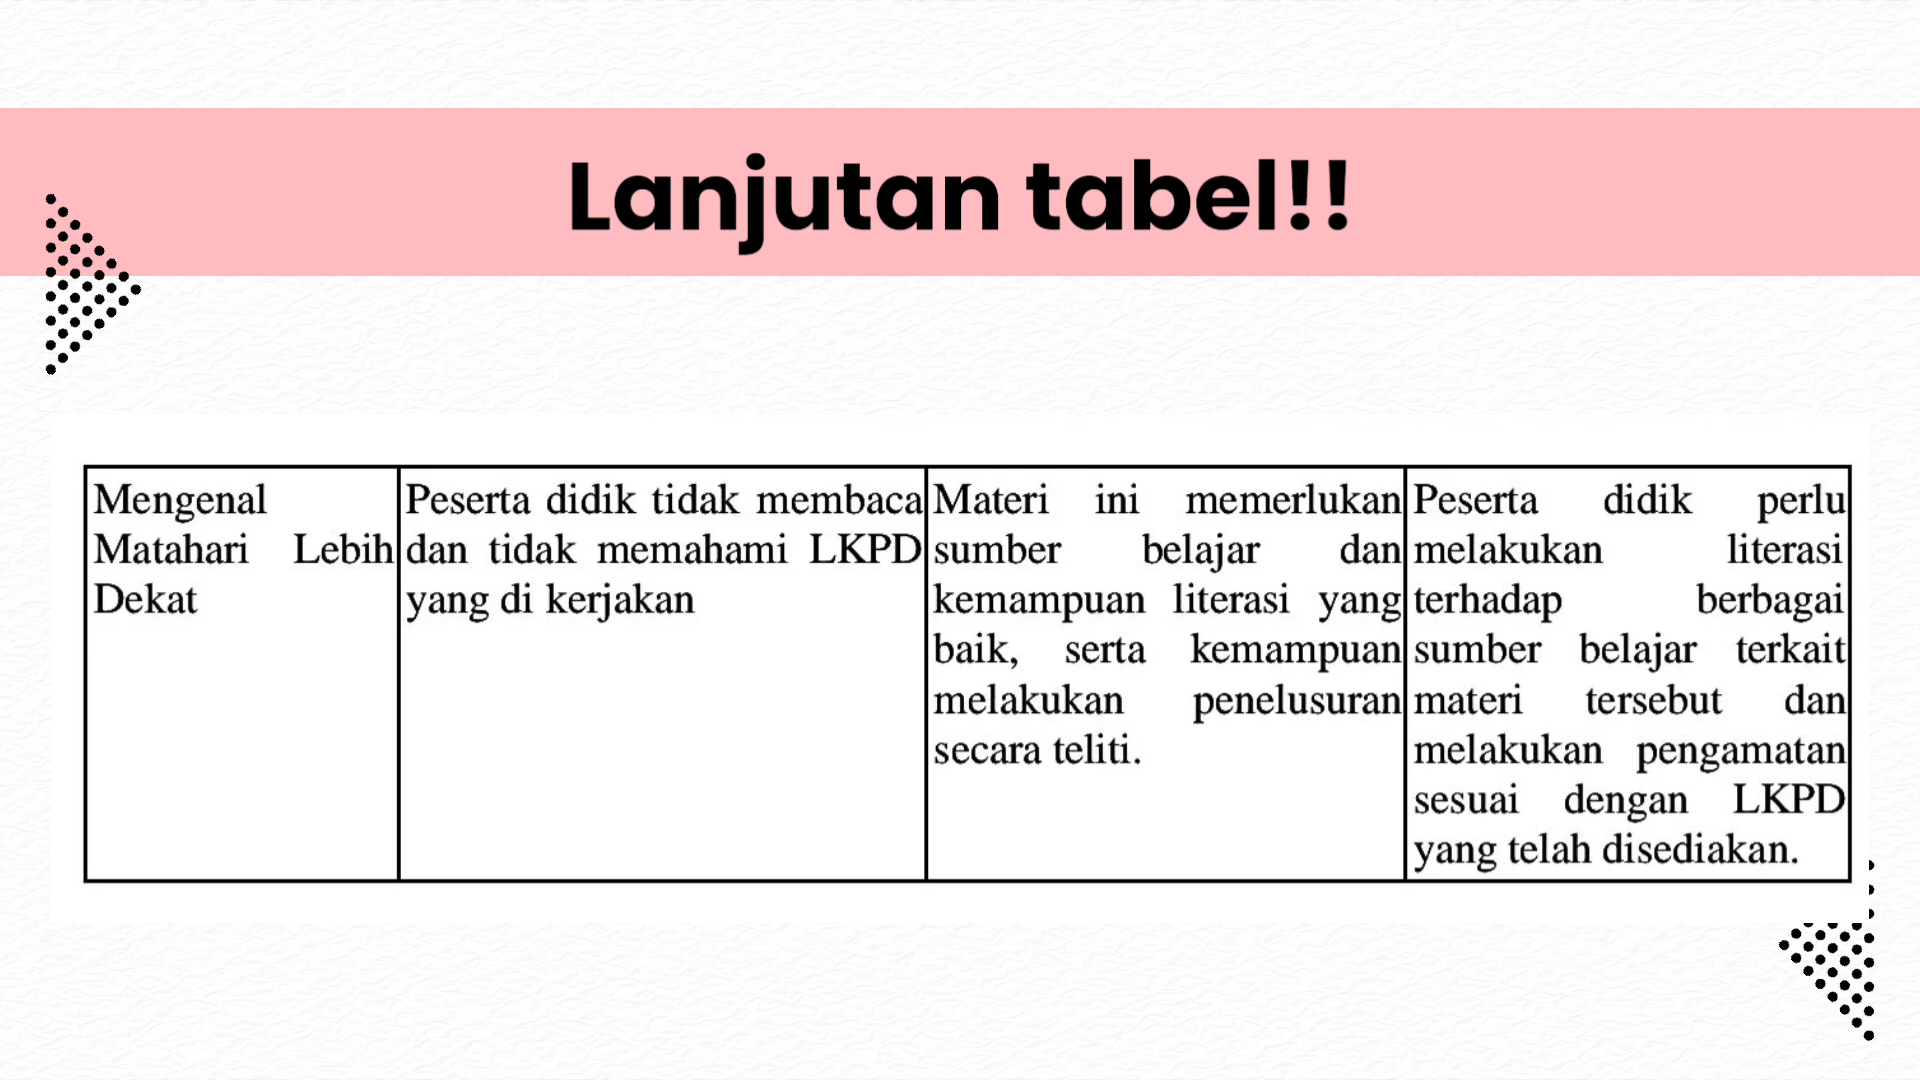 Lanjutan tabel!!
Mengenal
Matahari Lebih
Dekat
Peserta didik tidak membaca
dan tidak memahami LKPD
yang di kerjakan
Materi ini memerlukan
sumber belajar dan
kemampuan literasi yang
baik, serta kemampuan
melakukan penelusuran
secara teliti.
Peserta didik perlu
melakukan literasi
terhadap berbagai
sumber belajar terkait
materi tersebut dan
melakukan pengamatan
sesuai dengan LKPD
yang telah disediakan.